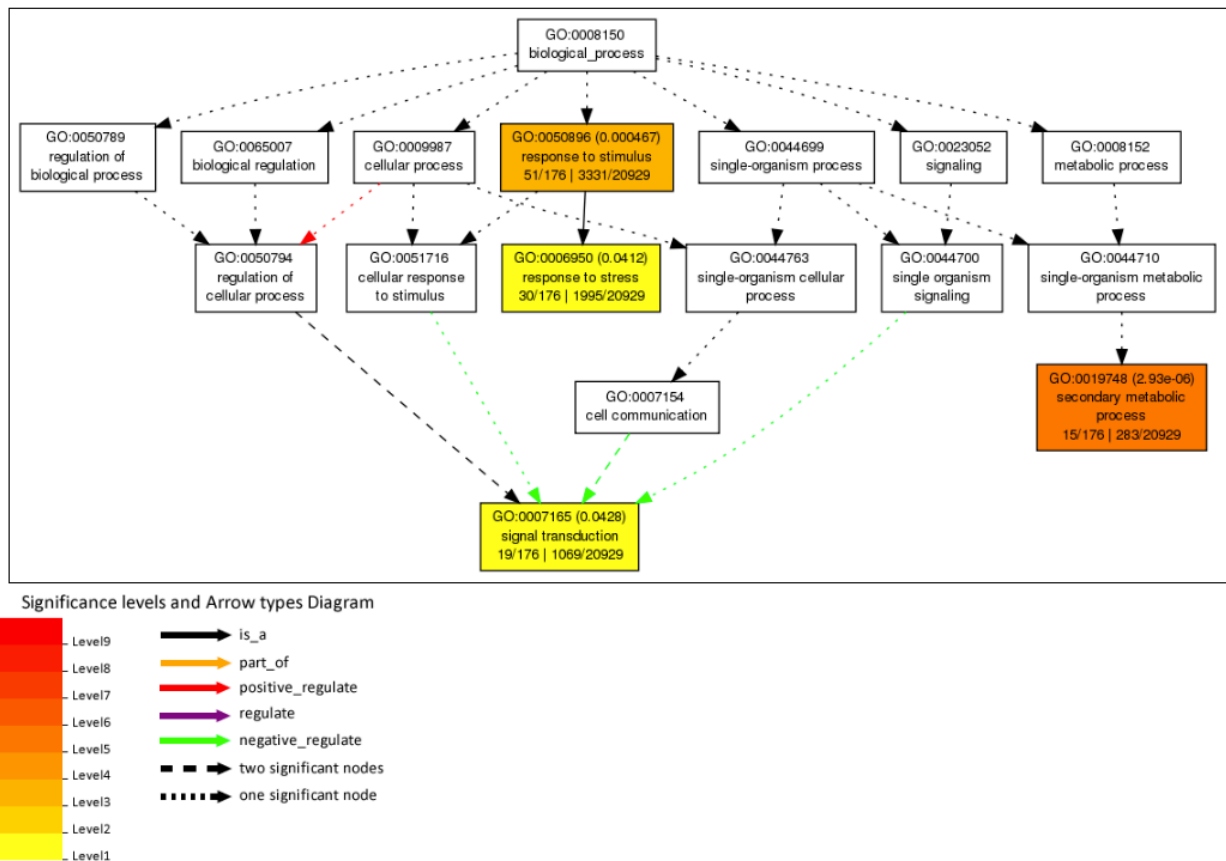 GO:0008150
biological_process
GO:0050789
regulation of
biological process
GO:0065007
biological regulation
GO:0009987
cellular process
GO:0050896 (0.000467)
response to stimulus
51/176 | 3331/20929
GO:0044699
single-organism process
GO:0023052
signaling
GO:0008152
metabolic process
GO:0050794
regulation of
cellular process
GO:0051716
cellular response
to stimulus
GO:0006950 (0.0412)
response to stress
30/176 | 1995/20929
GO:0044763
single-organism cellular
process
GO:0044700
single organism
signaling
GO:0044710
single-organism metabolic
process
GO:0019748 (2.93e-06)
secondary metabolic
process
15/176 | 283/20929
GO:0007154
cell communication
GO:0007165 (0.0428)
signal transduction
19/176 | 1069/20929
Significance levels and Arrow types Diagram
Level9
Level8
Level7
Level6
Level5
Level4
Level3
Level2
Level1
is_a
part_of
positive_regulate
regulate
negative_regulate
two significant nodes
one significant node